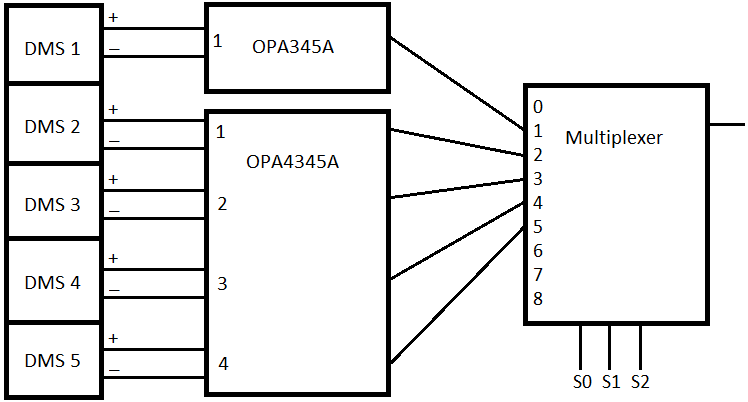 DMS 1
+
–
1
OPA345A
DMS 2
+
–
1
OPA4345A
DMS 3
+
–
2
DMS 4
+
–
3
DMS 5
+
–
4
0
1
Multiplexer
2
3
4
5
6
7
8
S0 S1 S2